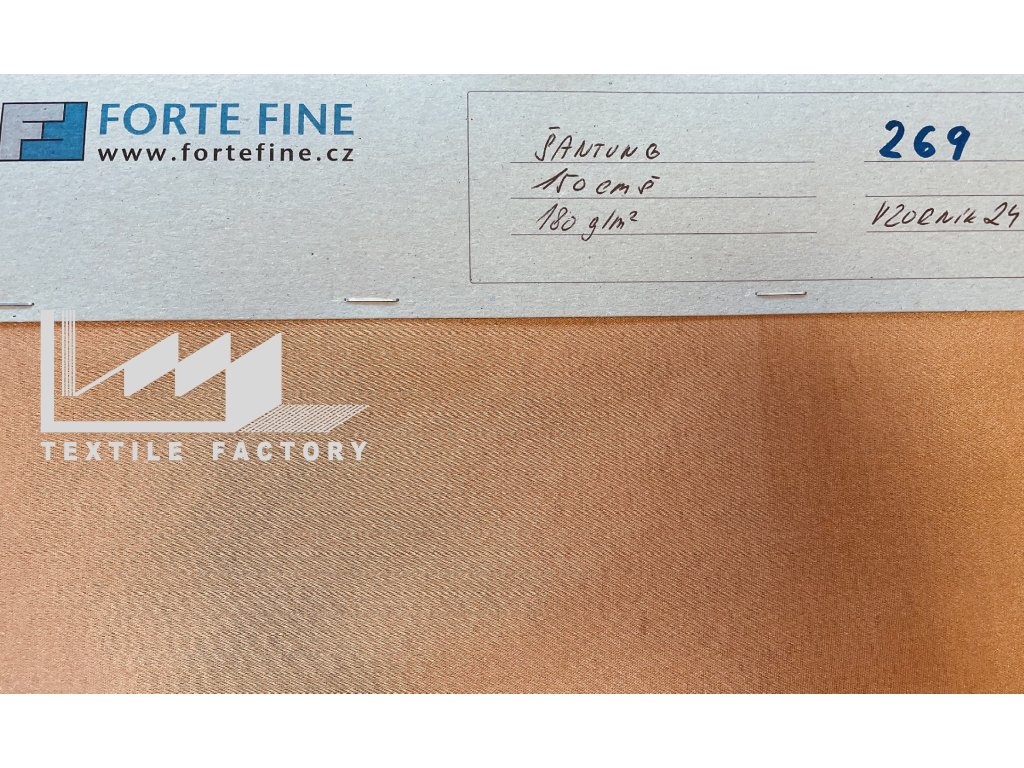 FORTE FINE
www.fortefine.cz
ŠANTUNG
150 cm š
180 g/m²
269
VZORNÍK 24
TEXTILE FACTORY